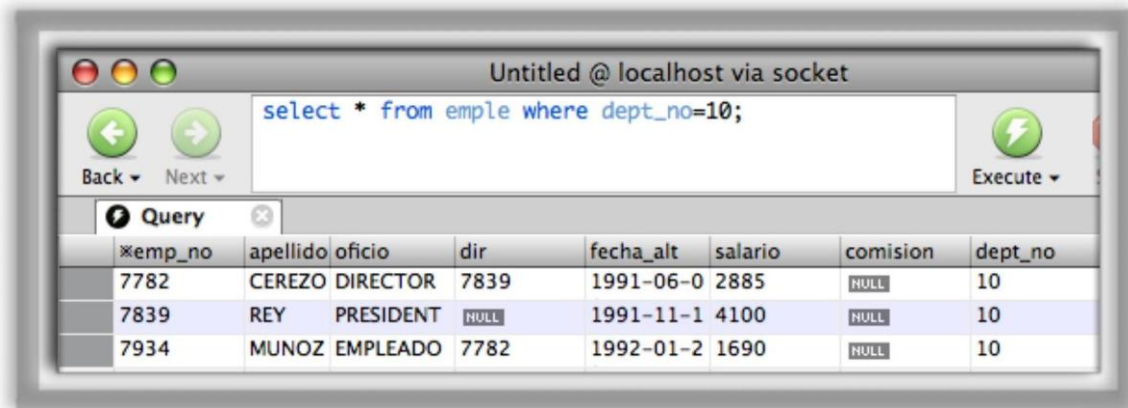 Untitled @ localhost via socket
select * from emple where dept_no=10;
Back Next Execute
Query
※emp_no apellido oficio dir fecha_alt salario comision dept_no
7782 CEREZO DIRECTOR 7839 1991-06-0 2885 NULL 10
7839 REY PRESIDENT NULL 1991-11-1 4100 NULL 10
7934 MUNOZ EMPLEADO 7782 1992-01-2 1690 NULL 10